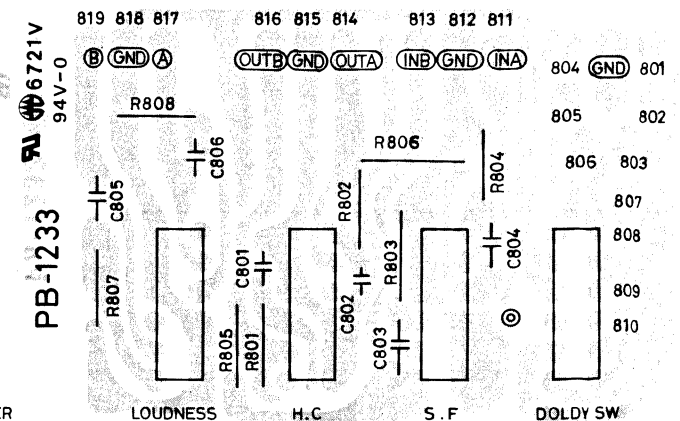 819 818 817 816 815 814 813 812 811
B GND A OUTB GND OUTA INB GND INA
804 GND 801
805 802
806 803
807
808
809
810
6721V
94V-0
PB-1233
R808
C806
C805
R807
R806
R804
R802
R803
C804
C801
C802
C803
R805
R801
ER LOUDNESS H.C S.F DOLDY SW